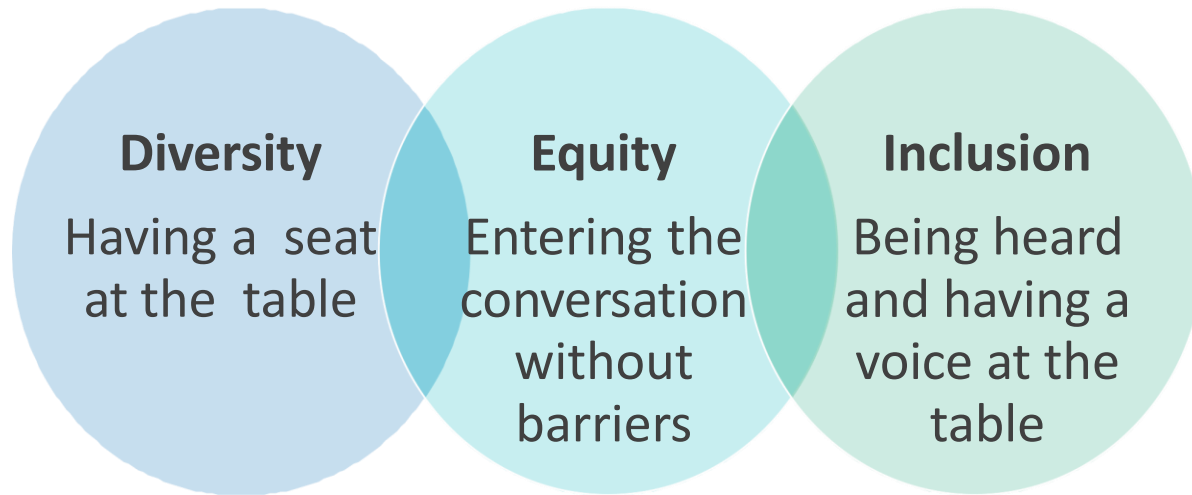 Diversity
Having a seat
at the table
Equity
Entering the
conversation
without
barriers
Inclusion
Being heard
and having a
voice at the
table